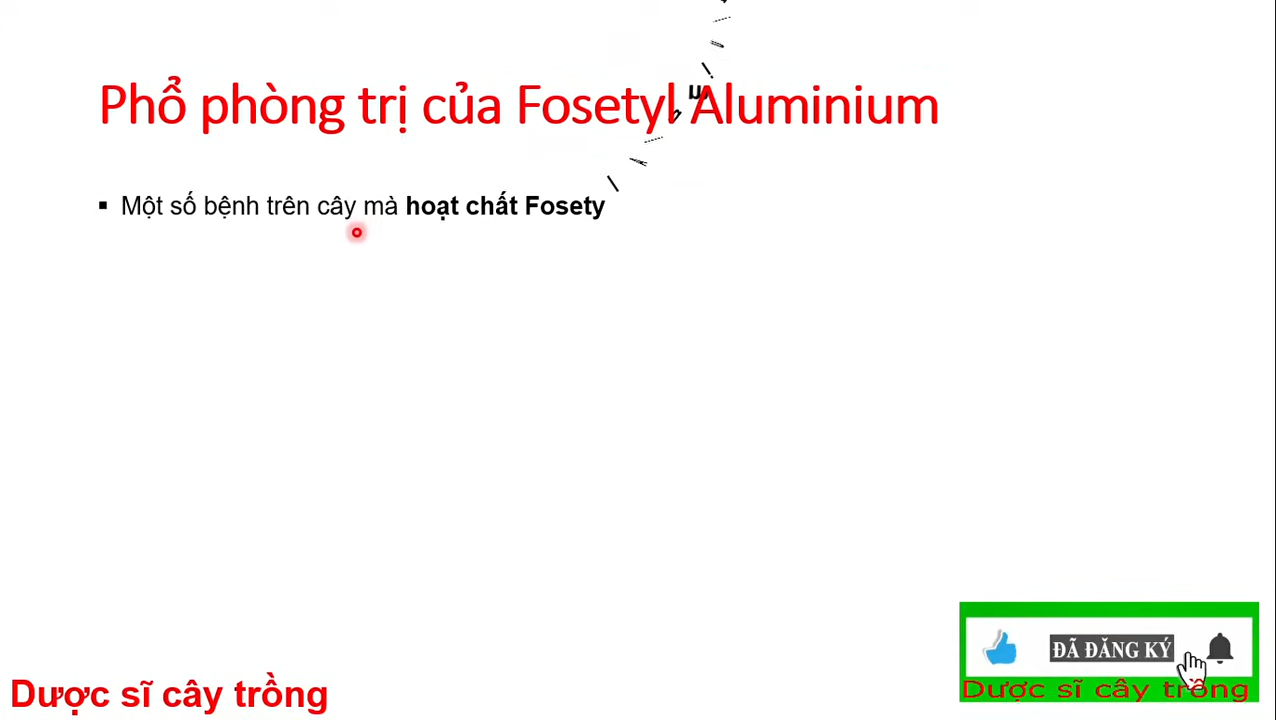 Phổ phòng trị của Fosetyl Aluminium
▪ Một số bệnh trên cây mà hoạt chất Fosety
ĐÃ ĐĂNG KÝ
Dược sĩ cây trồng
Dược sĩ cây trồng